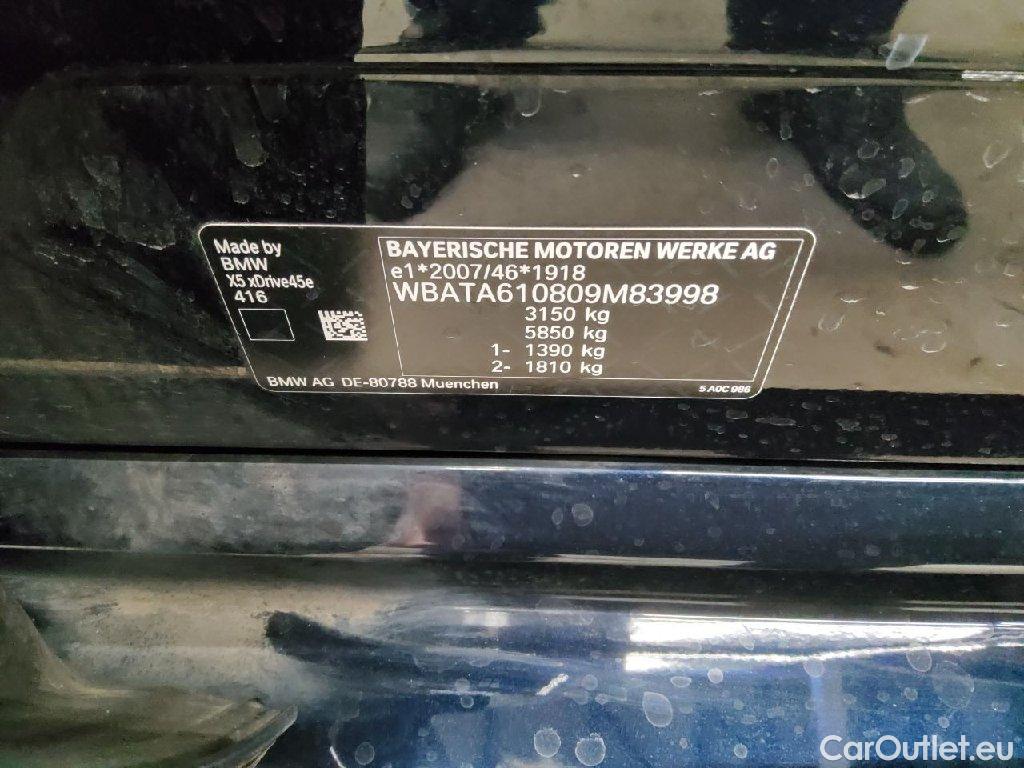 Made by
BMW
X5 xDrive45e
416
BAYERISCHE MOTOREN WERKE AG
e1*2007/46*1918
WBATA610809M83998
3150 kg
5850 kg
1- 1390 kg
2- 1810 kg
BMW AG DE-80788 Muenchen
5 A0C 986
CarOutlet.eu